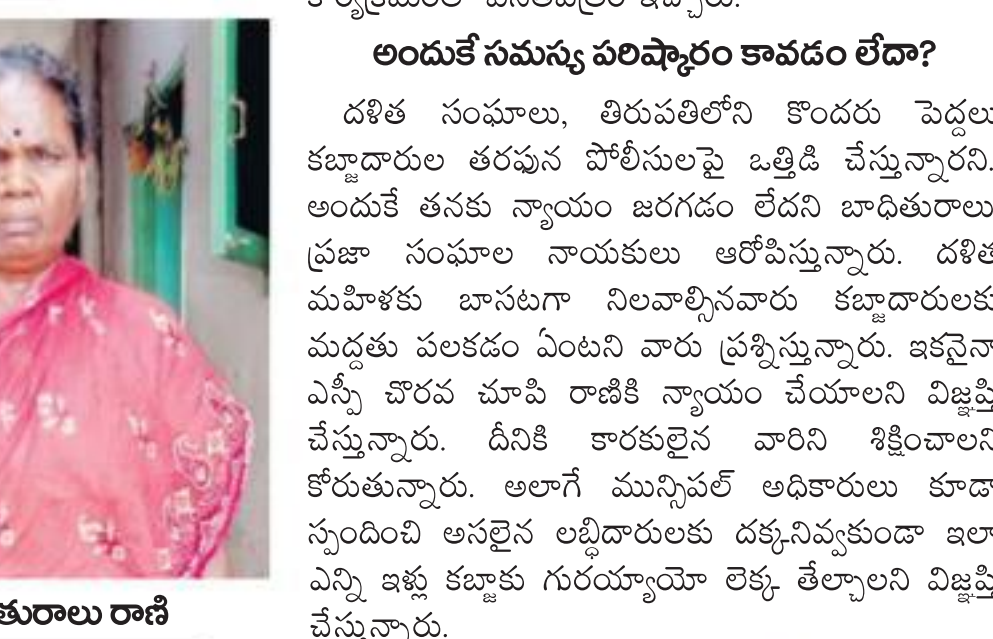 అందుకే సమస్య పరిష్కారం కావడం లేదా?
దళిత సంఘాలు, తిరుపతిలోని కొందరు పెద్దలు
కబ్జాదారుల తరఫున పోలీసులపై ఒత్తిడి చేస్తున్నారని.
అందుకే తనకు న్యాయం జరగడం లేదని బాధితురాలు
ప్రజా సంఘాల నాయకులు ఆరోపిస్తున్నారు. దళిత
మహిళకు బాసటగా నిలవాల్సినవారు కబ్జాదారులకు
మద్దతు పలకడం ఏంటని వారు ప్రశ్నిస్తున్నారు. ఇకనైనా
ఎస్పీ చొరవ చూపి రాణికి న్యాయం చేయాలని విజ్ఞప్తి
చేస్తున్నారు. దీనికి కారకులైన వారిని శిక్షించాలని
కోరుతున్నారు. అలాగే మున్సిపల్ అధికారులు కూడా
స్పందించి అసలైన లబ్ధిదారులకు దక్కనివ్వకుండా ఇలా
ఎన్ని ఇళ్లు కబ్జాకు గురయ్యాయో లెక్క తేల్చాలని విజ్ఞప్తి
చేస్తున్నారు.
తురాలు రాణి